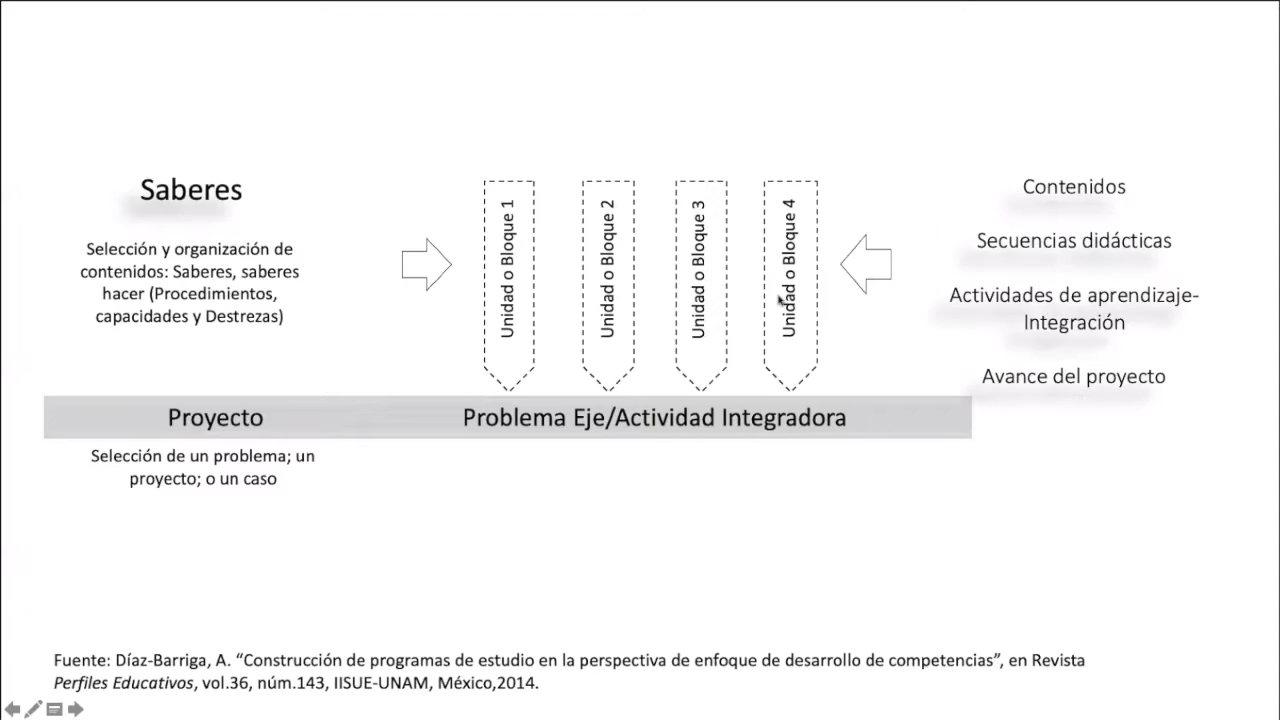 Saberes
Selección y organización de
contenidos: Saberes, saberes
hacer (Procedimientos,
capacidades y Destrezas)
Unidad o Bloque 1
Unidad o Bloque 2
Unidad o Bloque 3
Unidad o Bloque 4
Contenidos
Secuencias didácticas
Actividades de aprendizaje-
Integración
Avance del proyecto
Proyecto
Problema Eje/Actividad Integradora
Selección de un problema; un
proyecto; o un caso
Fuente: Díaz-Barriga, A. “Construcción de programas de estudio en la perspectiva de enfoque de desarrollo de competencias”, en Revista
Perfiles Educativos, vol.36, núm.143, IISUE-UNAM, México,2014.